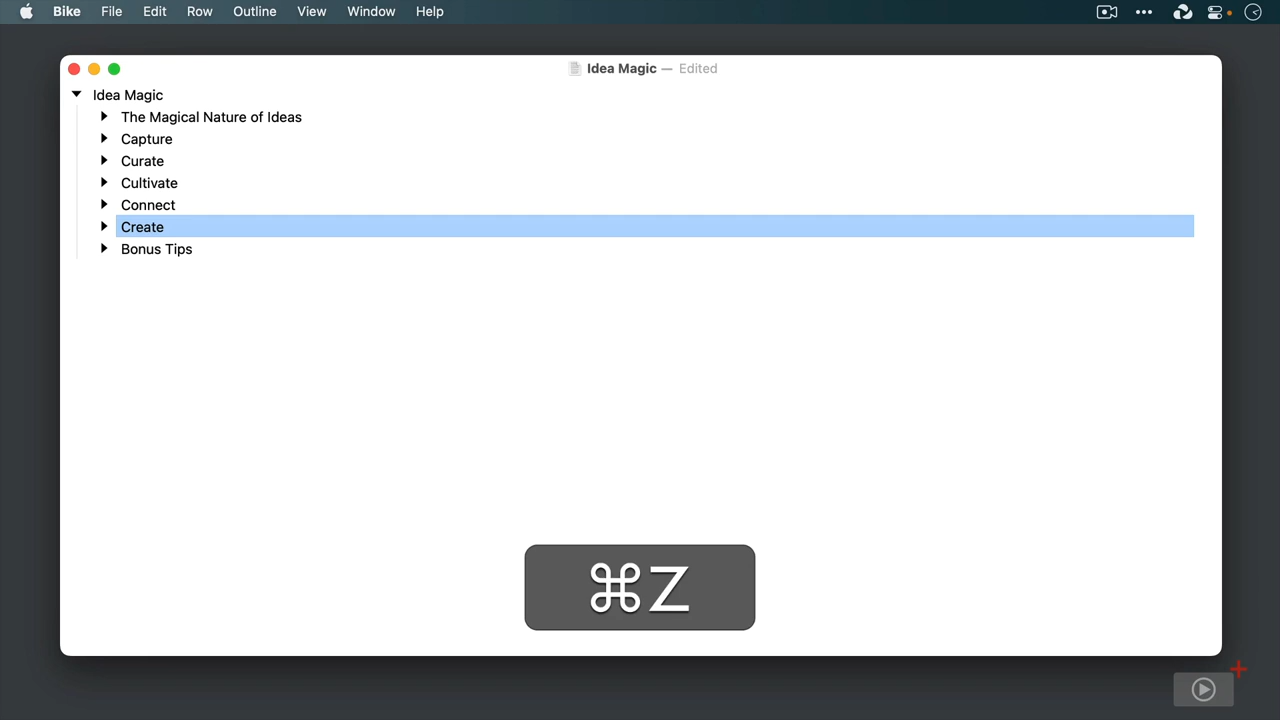 Bike File Edit Row Outline View Window Help
Idea Magic — Edited
Idea Magic
The Magical Nature of Ideas
Capture
Curate
Cultivate
Connect
Create
Bonus Tips
⌘Z